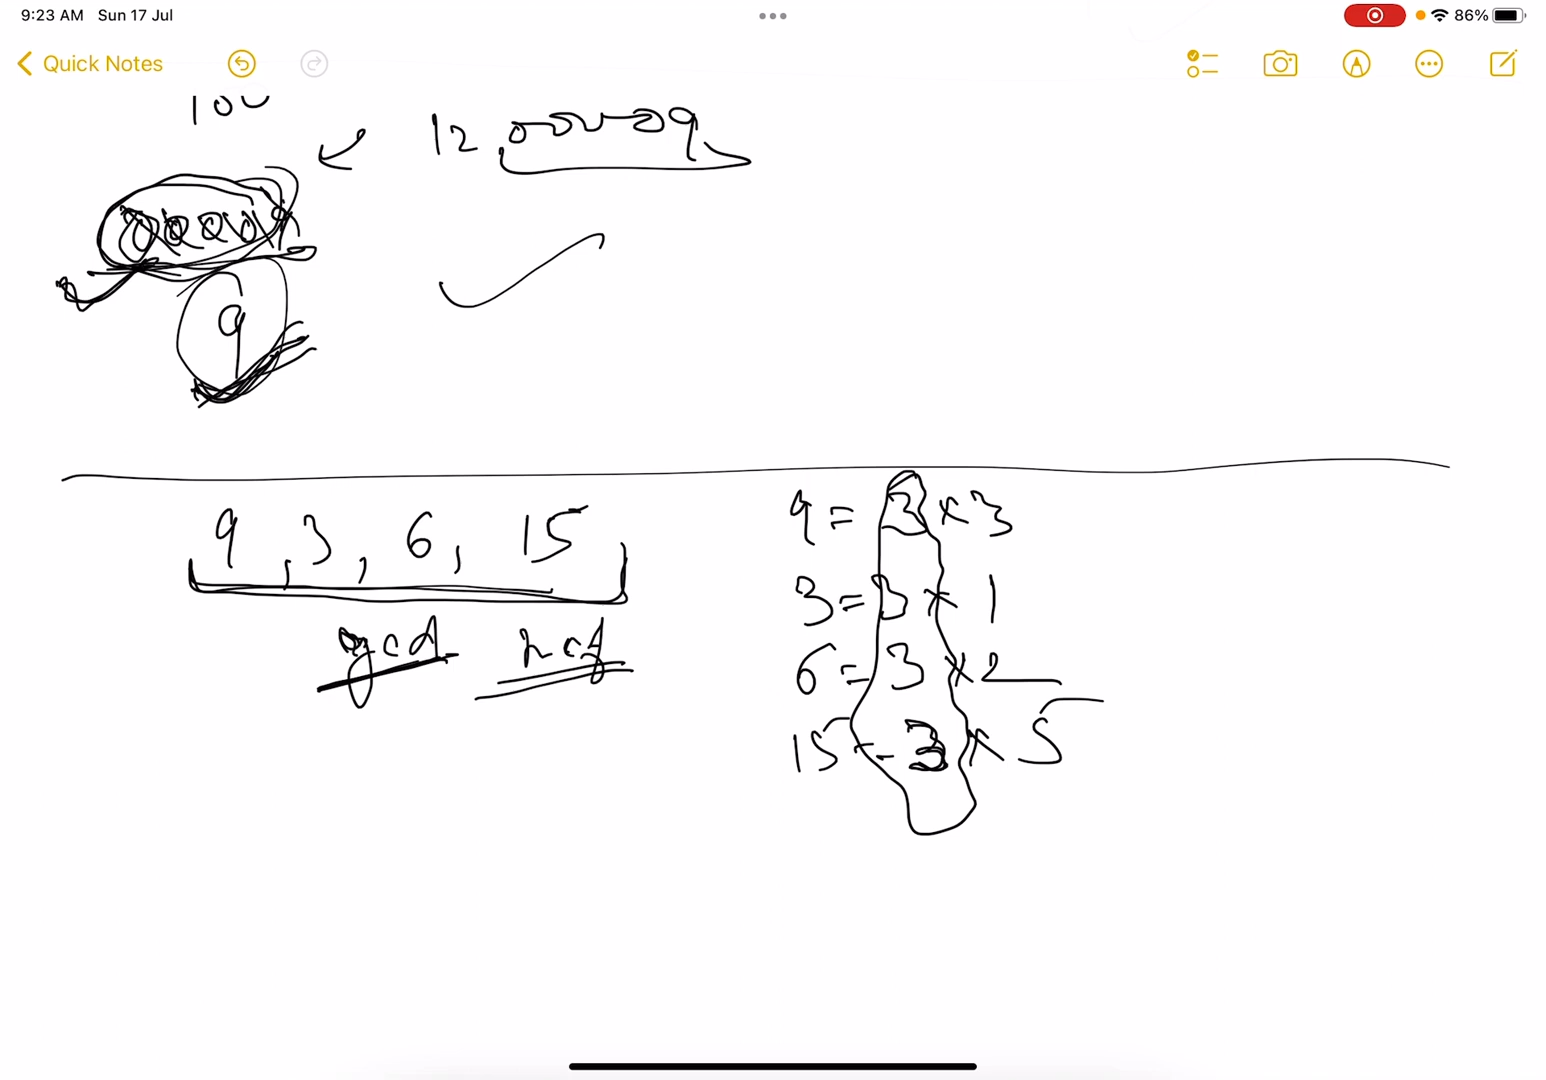 9:23 AM Sun 17 Jul
86%
Quick Notes
100
12 000009
9
9, 3, 6, 15
gcd hcf
9 = 3 × 3
3 = 3 × 1
6 = 3 × 2
15 = 3 × 5